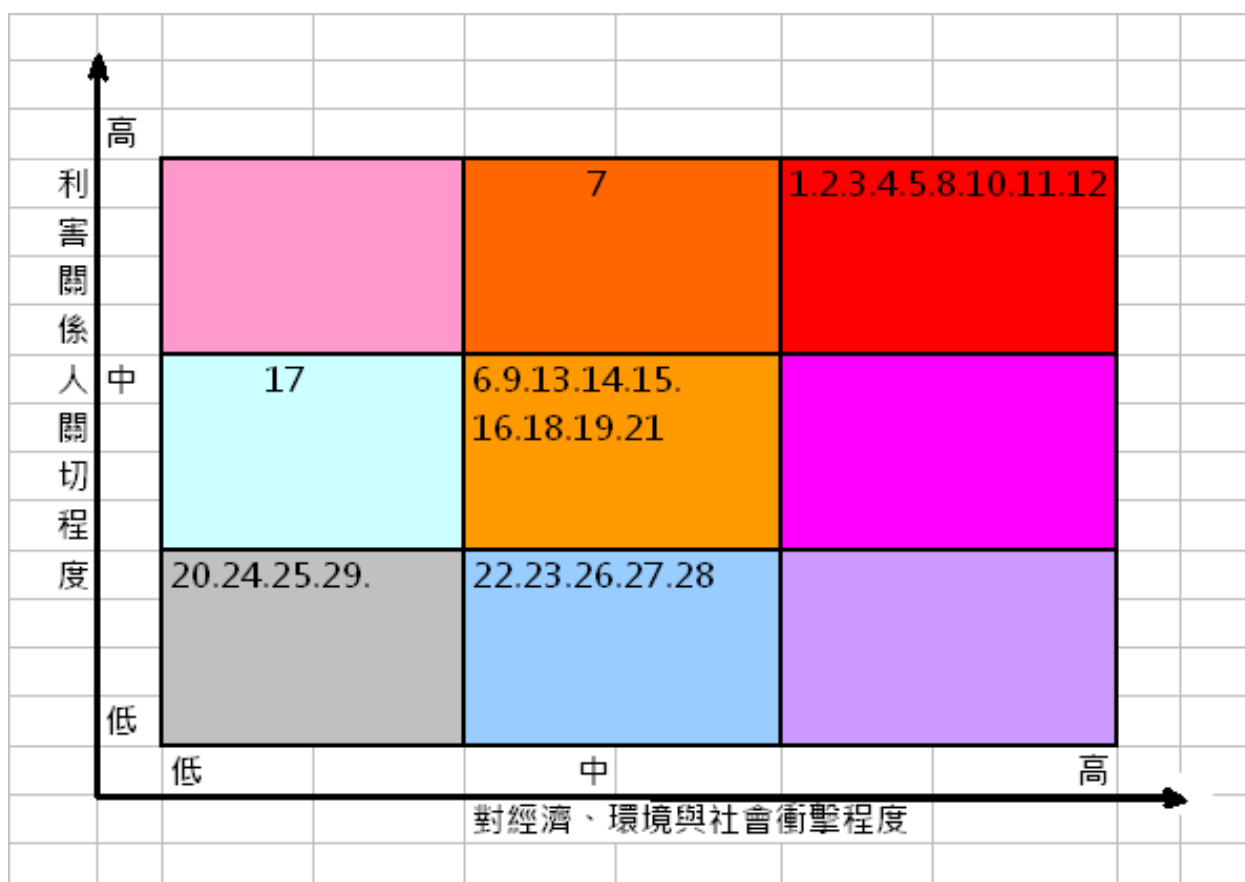 高
利害關係人關切程度
7
1.2.3.4.5.8.10.11.12
中
17
6.9.13.14.15.
16.18.19.21
20.24.25.29.
22.23.26.27.28
低
低
中
高
對經濟、環境與社會衝擊程度